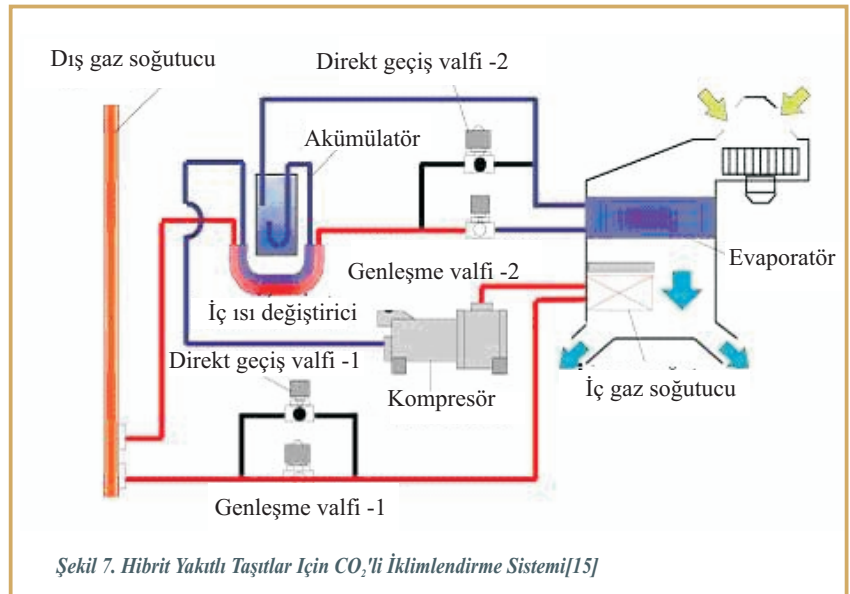 Dış gaz soğutucu
Direkt geçiş valfi -2
Akümülatör
Evaporatör
Genleşme valfi -2
İç ısı değiştirici
Direkt geçiş valfi -1
Kompresör
İç gaz soğutucu
Genleşme valfi -1
Şekil 7. Hibrit Yakıtlı Taşıtlar Için CO₂'li İklimlendirme Sistemi[15]